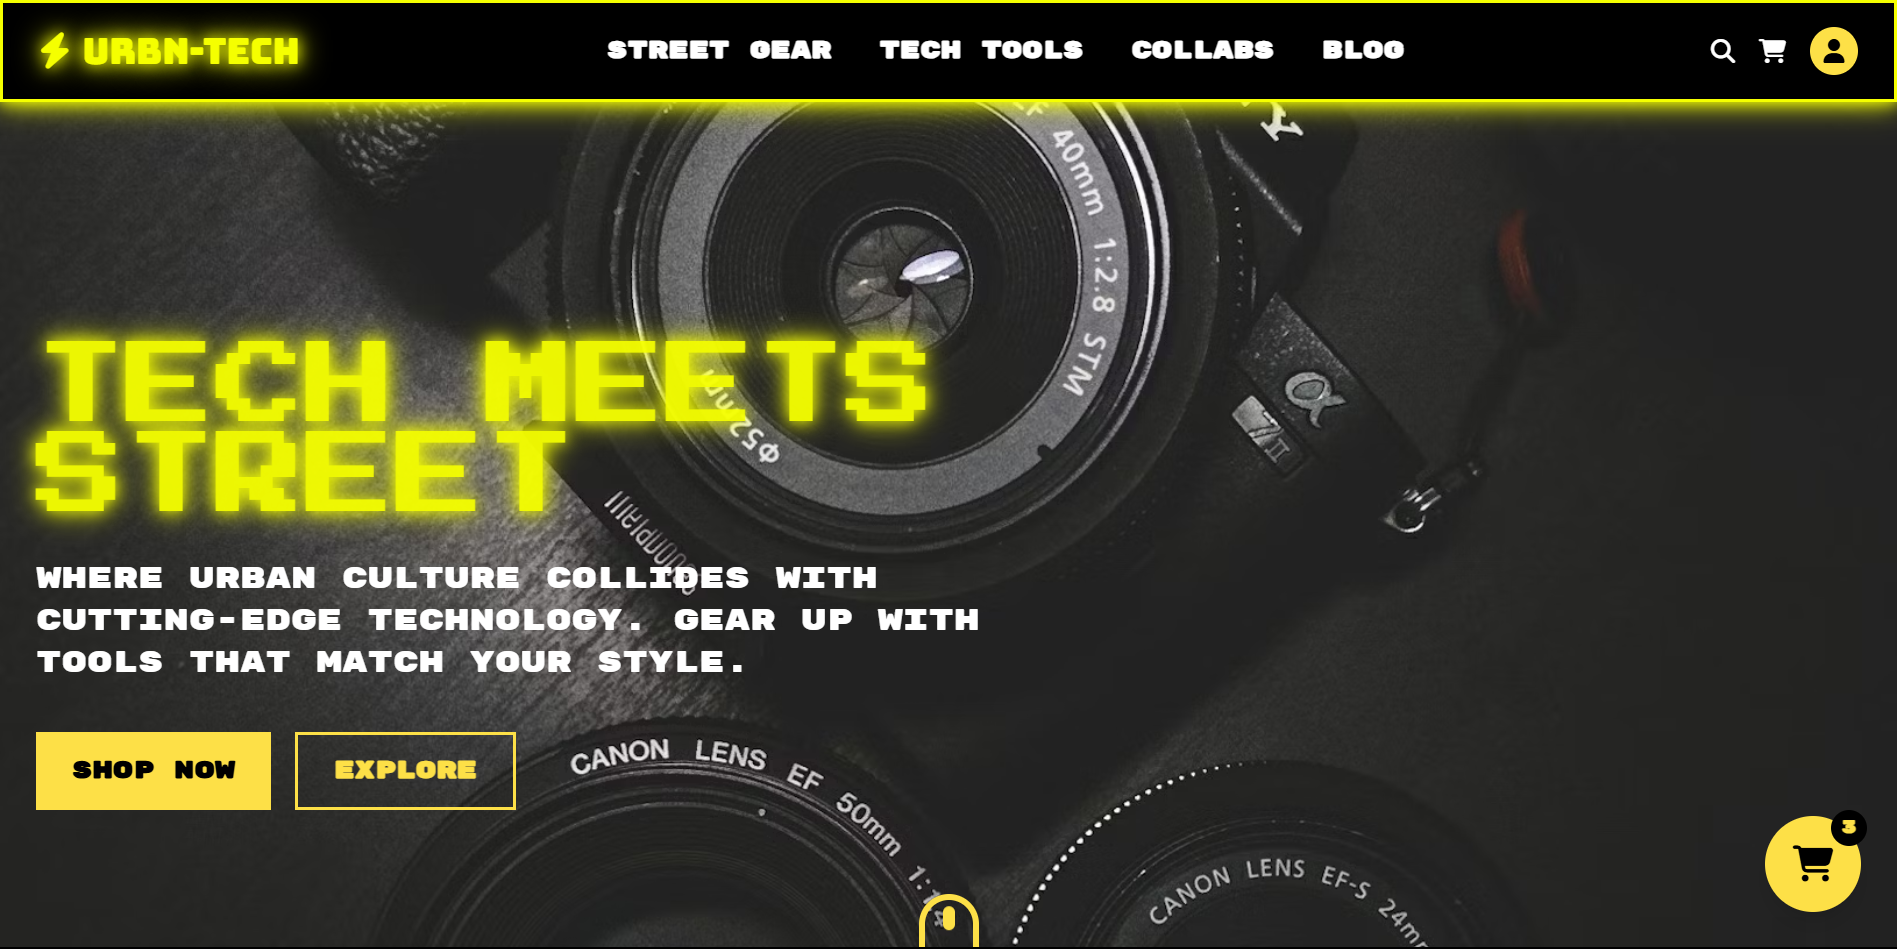 URBN-TECH
STREET GEAR TECH TOOLS COLLABS BLOG
40mm 1:2.8 STM
TECH MEETS
STREET
φ52mm
α
7II
WHERE URBAN CULTURE COLLIDES WITH
CUTTING-EDGE TECHNOLOGY. GEAR UP WITH
TOOLS THAT MATCH YOUR STYLE.
SHOP NOW EXPLORE
CANON LENS EF 50mm
CANON LENS EF-S 24mm
3